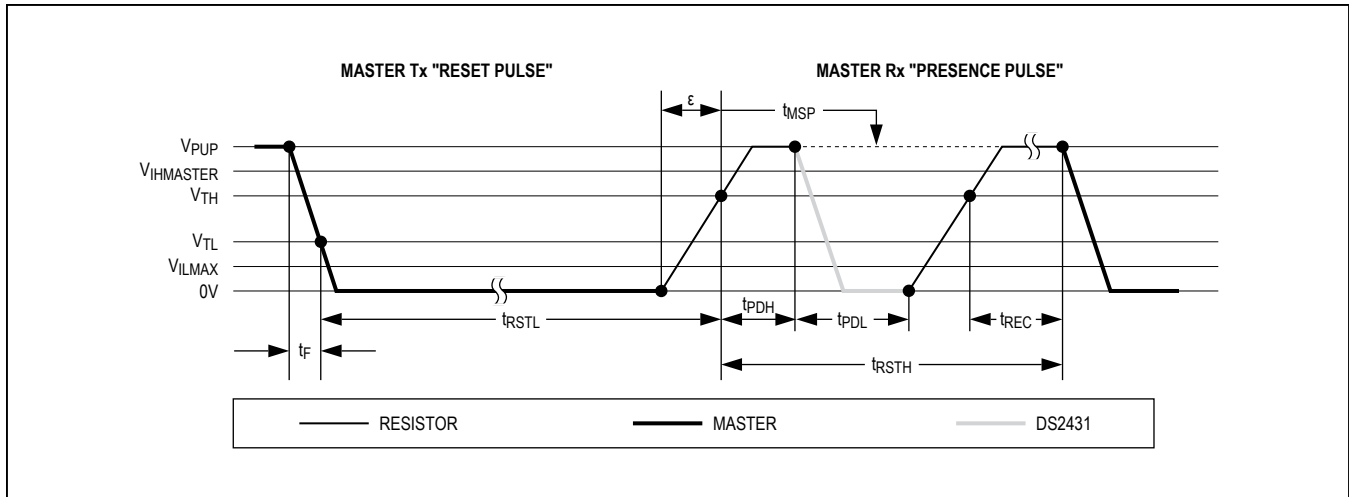 MASTER Tx "RESET PULSE"
MASTER Rx "PRESENCE PULSE"
ε
tMSP
VPUP
VIHMASTER
VTH
VTL
VILMAX
0V
tRSTL
tPDH
tPDL
tREC
tF
tRSTH
RESISTOR
MASTER
DS2431